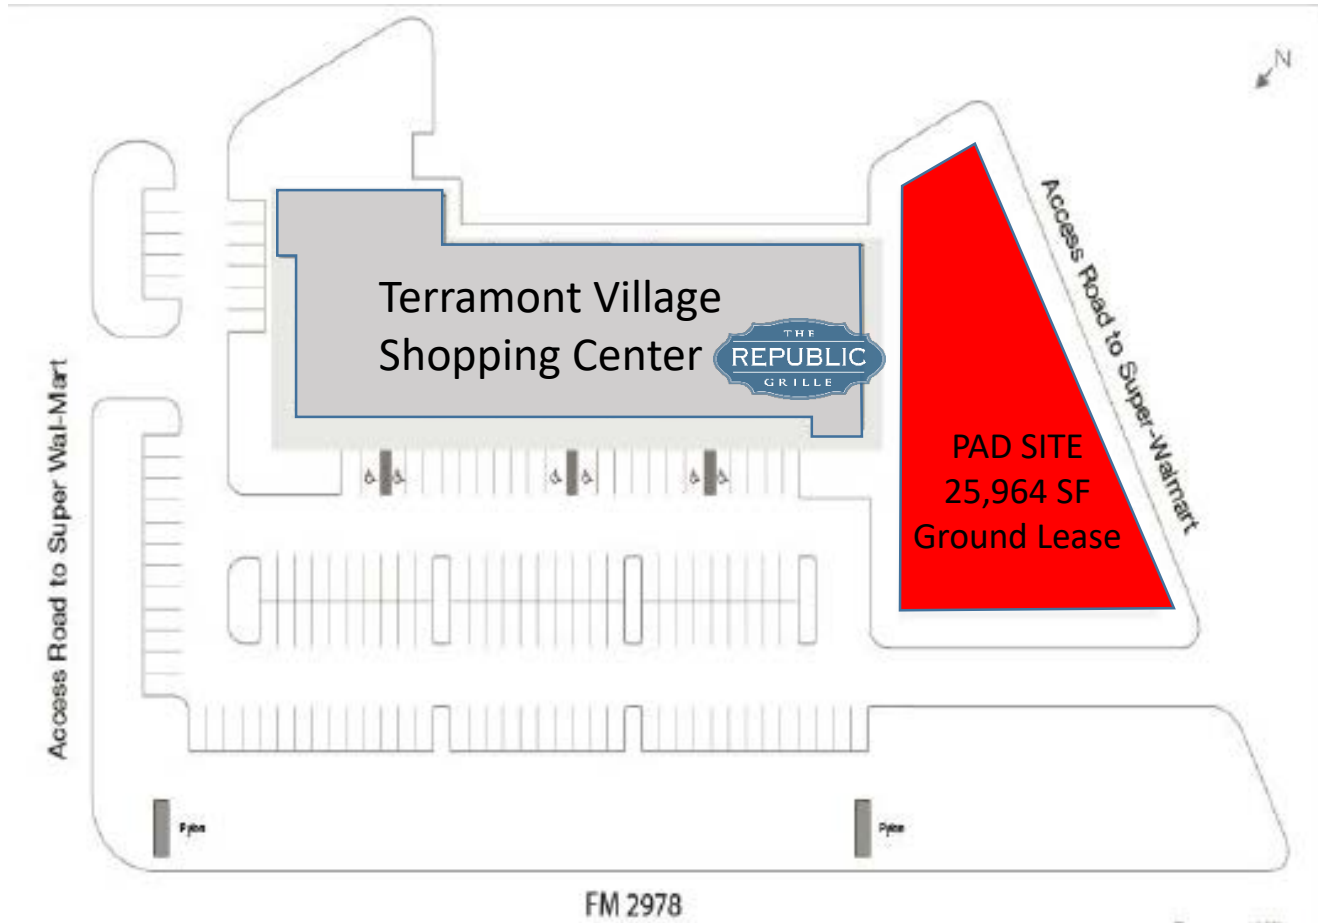 N
Terramont Village
Shopping Center
THE
REPUBLIC
GRILLE
Access Road to Super-Walmart
Access Road to Super Wal-Mart
PAD SITE
25,964 SF
Ground Lease
Pylon
Pylon
FM 2978